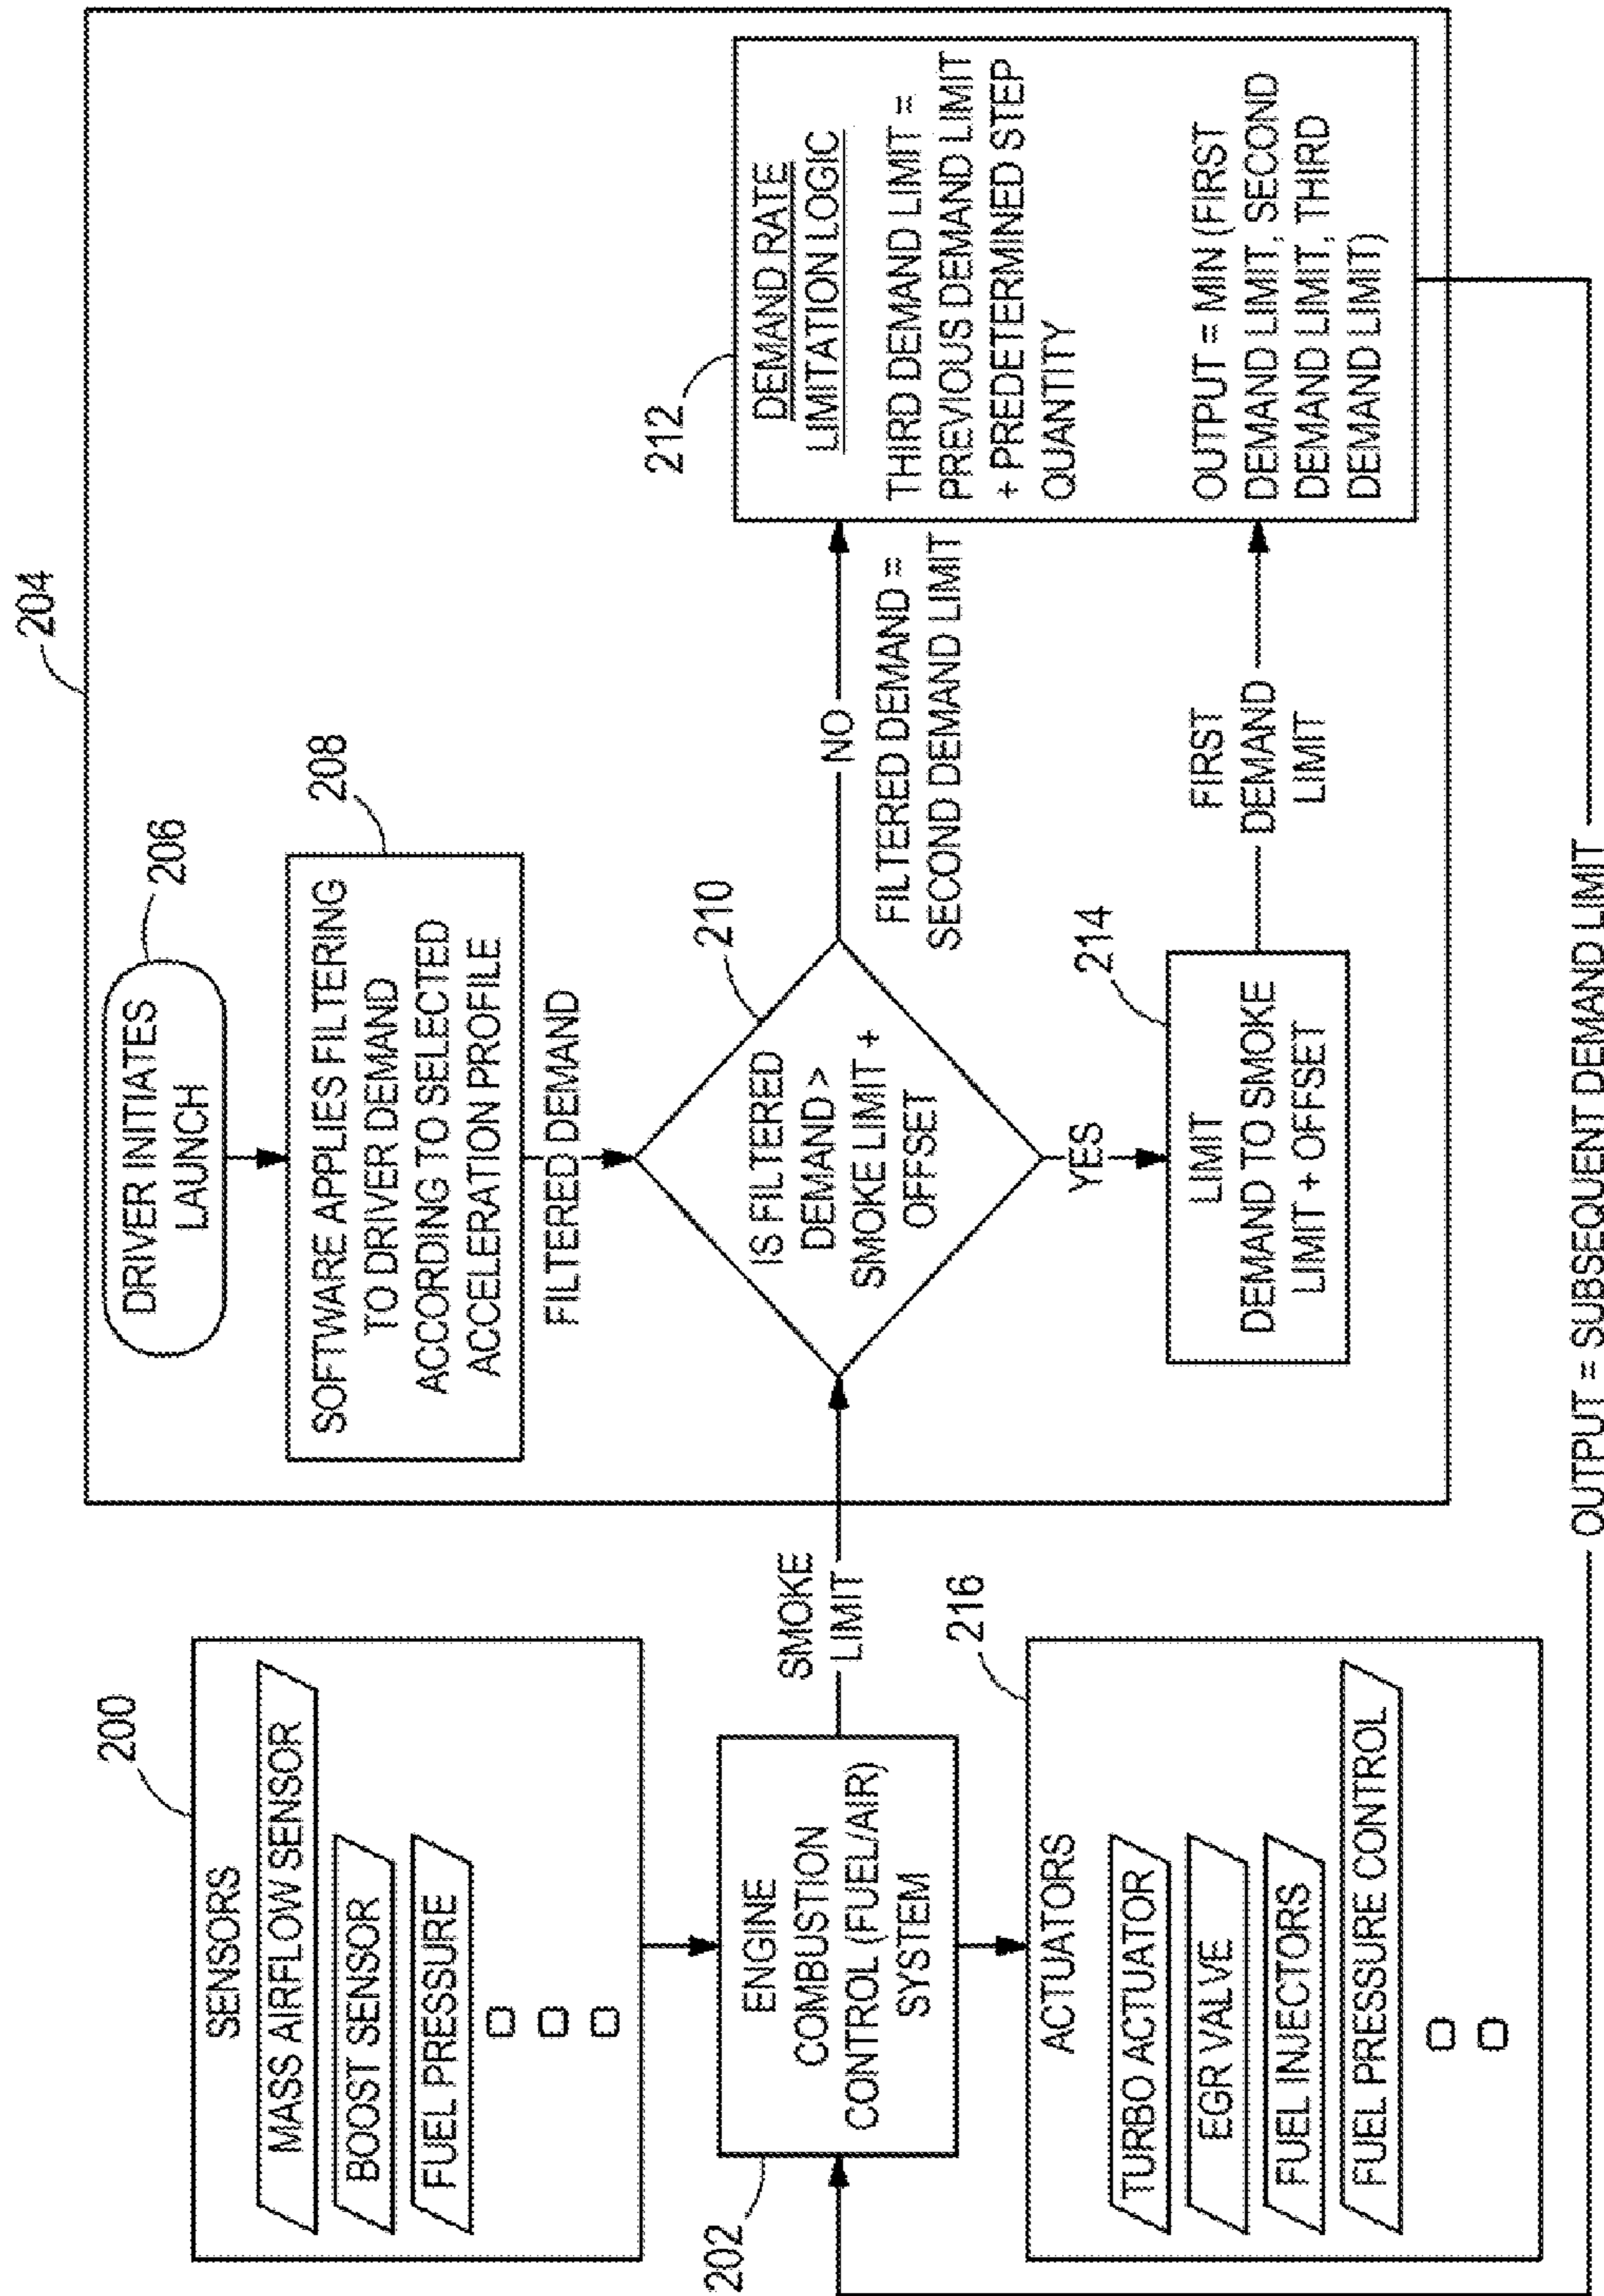 200
SENSORS
MASS AIRFLOW SENSOR
BOOST SENSOR
FUEL PRESSURE
202
ENGINE
COMBUSTION
CONTROL (FUEL/AIR)
SYSTEM
SMOKE
LIMIT
216
ACTUATORS
TURBO ACTUATOR
EGR VALVE
FUEL INJECTORS
FUEL PRESSURE CONTROL
204
206
DRIVER INITIATES
LAUNCH
208
SOFTWARE APPLIES FILTERING
TO DRIVER DEMAND
ACCORDING TO SELECTED
ACCELERATION PROFILE
FILTERED DEMAND
210
IS FILTERED
DEMAND >
SMOKE LIMIT +
OFFSET
NO
FILTERED DEMAND =
SECOND DEMAND LIMIT
YES
214
LIMIT
DEMAND TO SMOKE
LIMIT + OFFSET
FIRST
DEMAND
LIMIT
212
DEMAND RATE
LIMITATION LOGIC
THIRD DEMAND LIMIT =
PREVIOUS DEMAND LIMIT
+ PREDETERMINED STEP
QUANTITY
OUTPUT = MIN (FIRST
DEMAND LIMIT, SECOND
DEMAND LIMIT, THIRD
DEMAND LIMIT)
OUTPUT = SUBSEQUENT DEMAND LIMIT